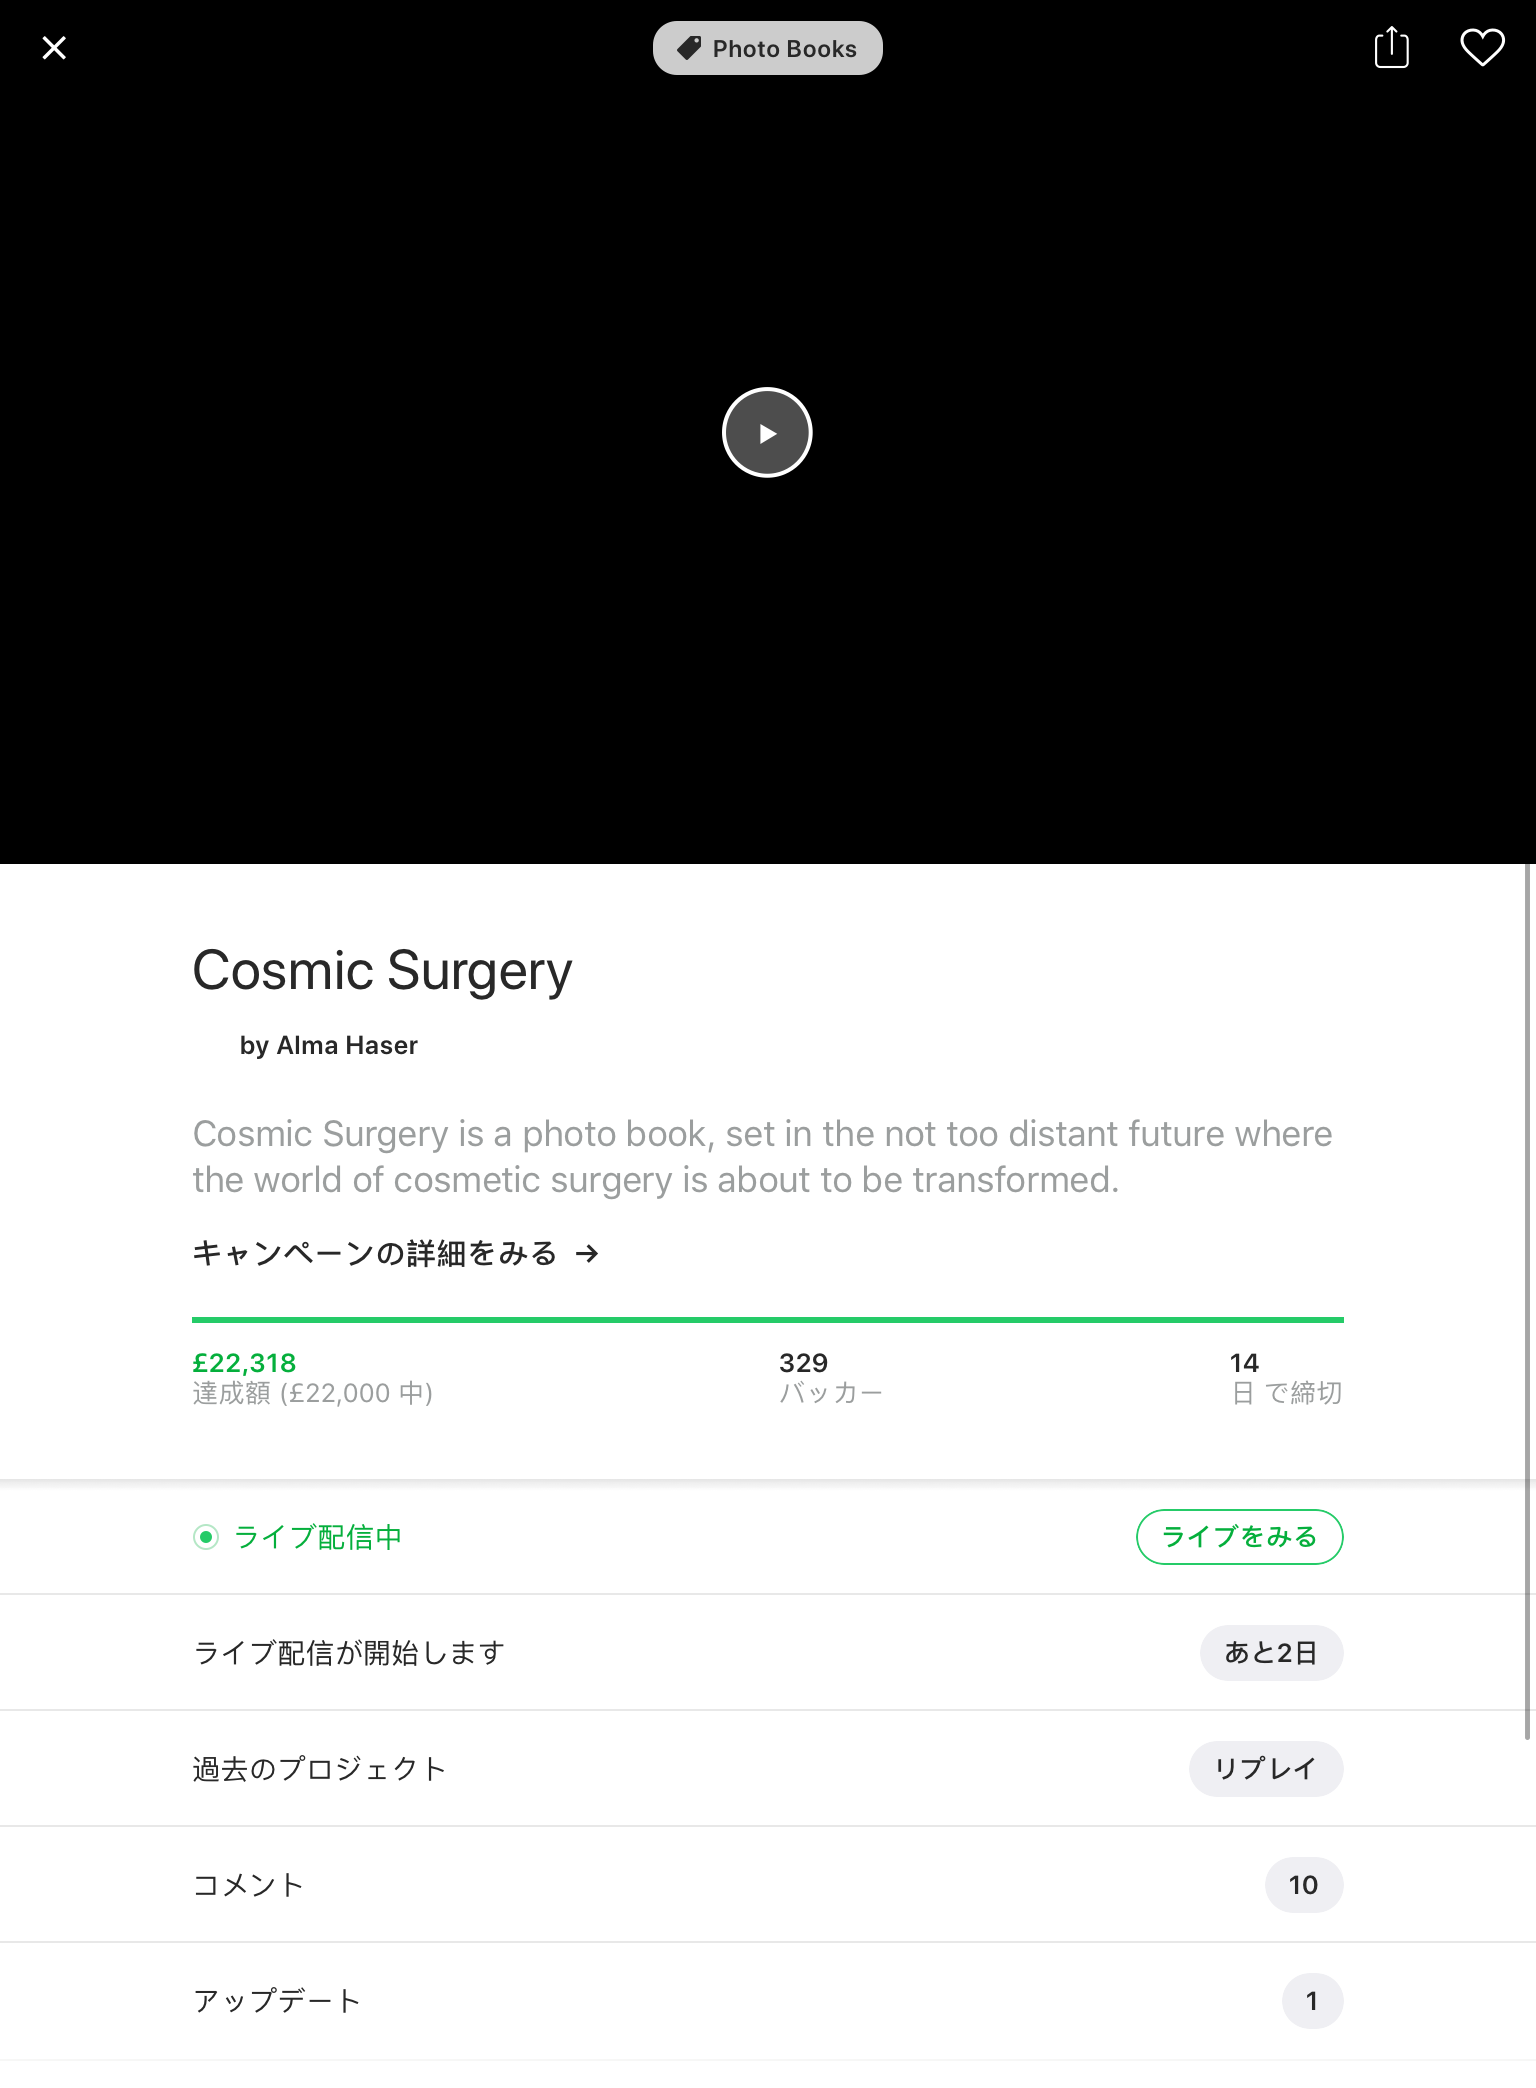 Photo Books
Cosmic Surgery
by Alma Haser
Cosmic Surgery is a photo book, set in the not too distant future where
the world of cosmetic surgery is about to be transformed.
キャンペーンの詳細をみる →
£22,318
達成額 (£22,000 中)
329
バッカー
14
日 で締切
ライブ配信中
ライブをみる
ライブ配信が開始します
あと2日
過去のプロジェクト
リプレイ
コメント
10
アップデート
1